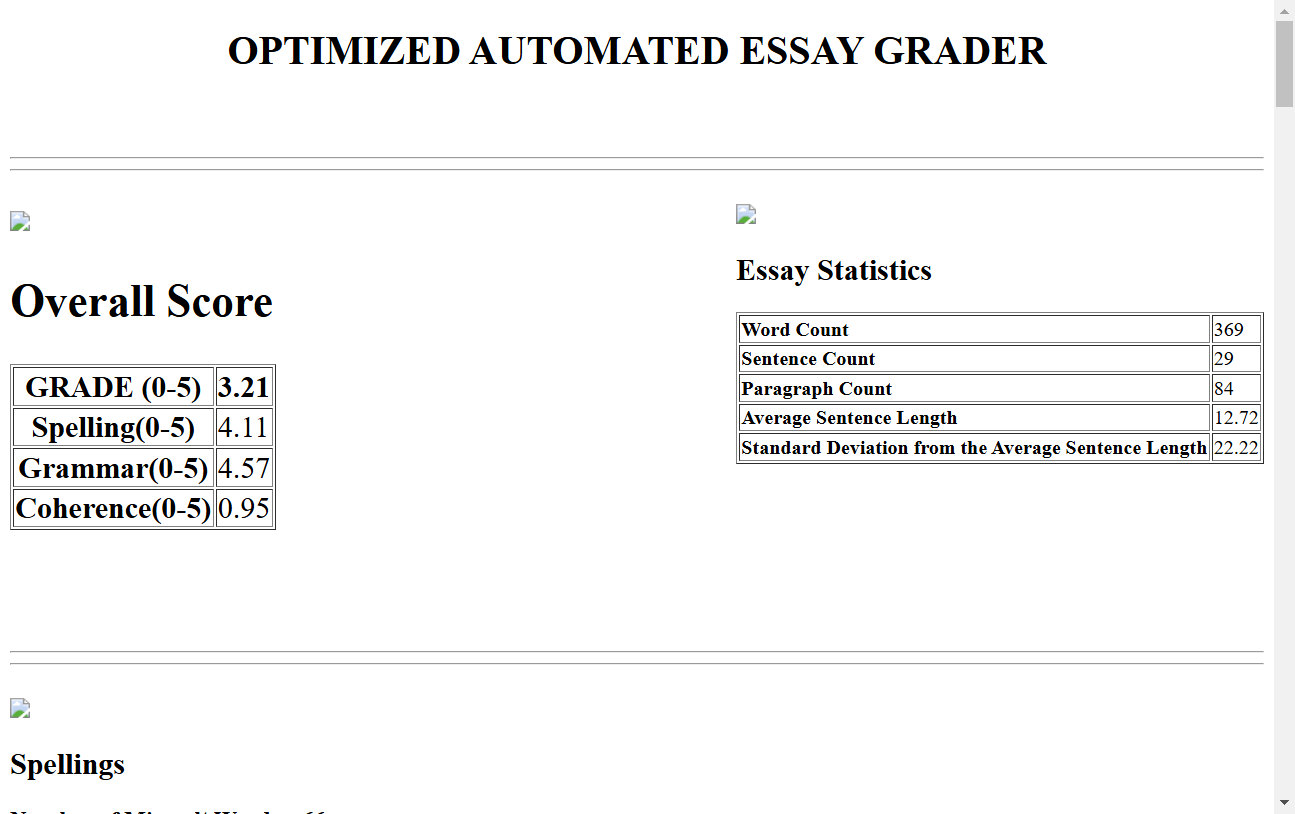 OPTIMIZED AUTOMATED ESSAY GRADER
Overall Score
GRADE (0-5) 3.21
Spelling(0-5) 4.11
Grammar(0-5) 4.57
Coherence(0-5) 0.95
Essay Statistics
Word Count 369
Sentence Count 29
Paragraph Count 84
Average Sentence Length 12.72
Standard Deviation from the Average Sentence Length 22.22
Spellings